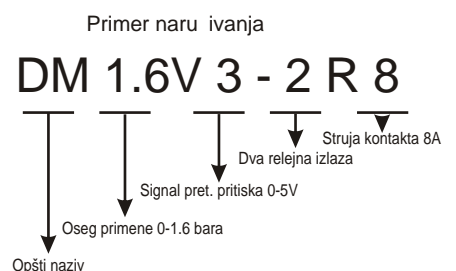 Primer naru ivanja
DM 1.6V 3 - 2 R 8
Struja kontakta 8A
Dva relejna izlaza
Signal pret. pritiska 0-5V
Oseg primene 0-1.6 bara
Opšti naziv